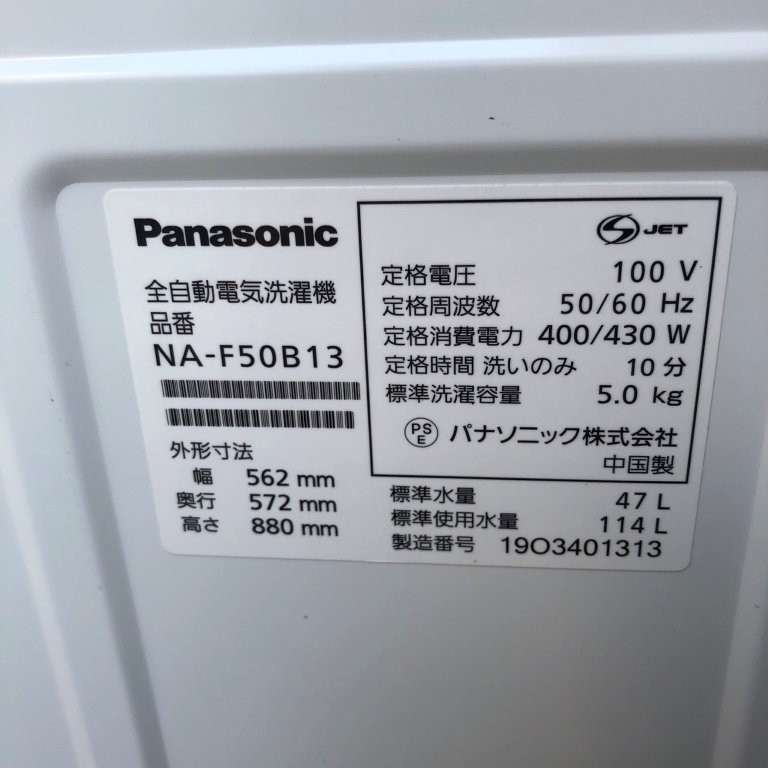 Panasonic
全自動電気洗濯機
品番
NA-F50B13
外形寸法
幅 562 mm
奥行 572 mm
高さ 880 mm
S JET
定格電圧 100 V
定格周波数 50/60 Hz
定格消費電力 400/430 W
定格時間 洗いのみ 10 分
標準洗濯容量 5.0 kg
PS
E パナソニック株式会社
中国製
標準水量 47 L
標準使用水量 114 L
製造番号 19O3401313